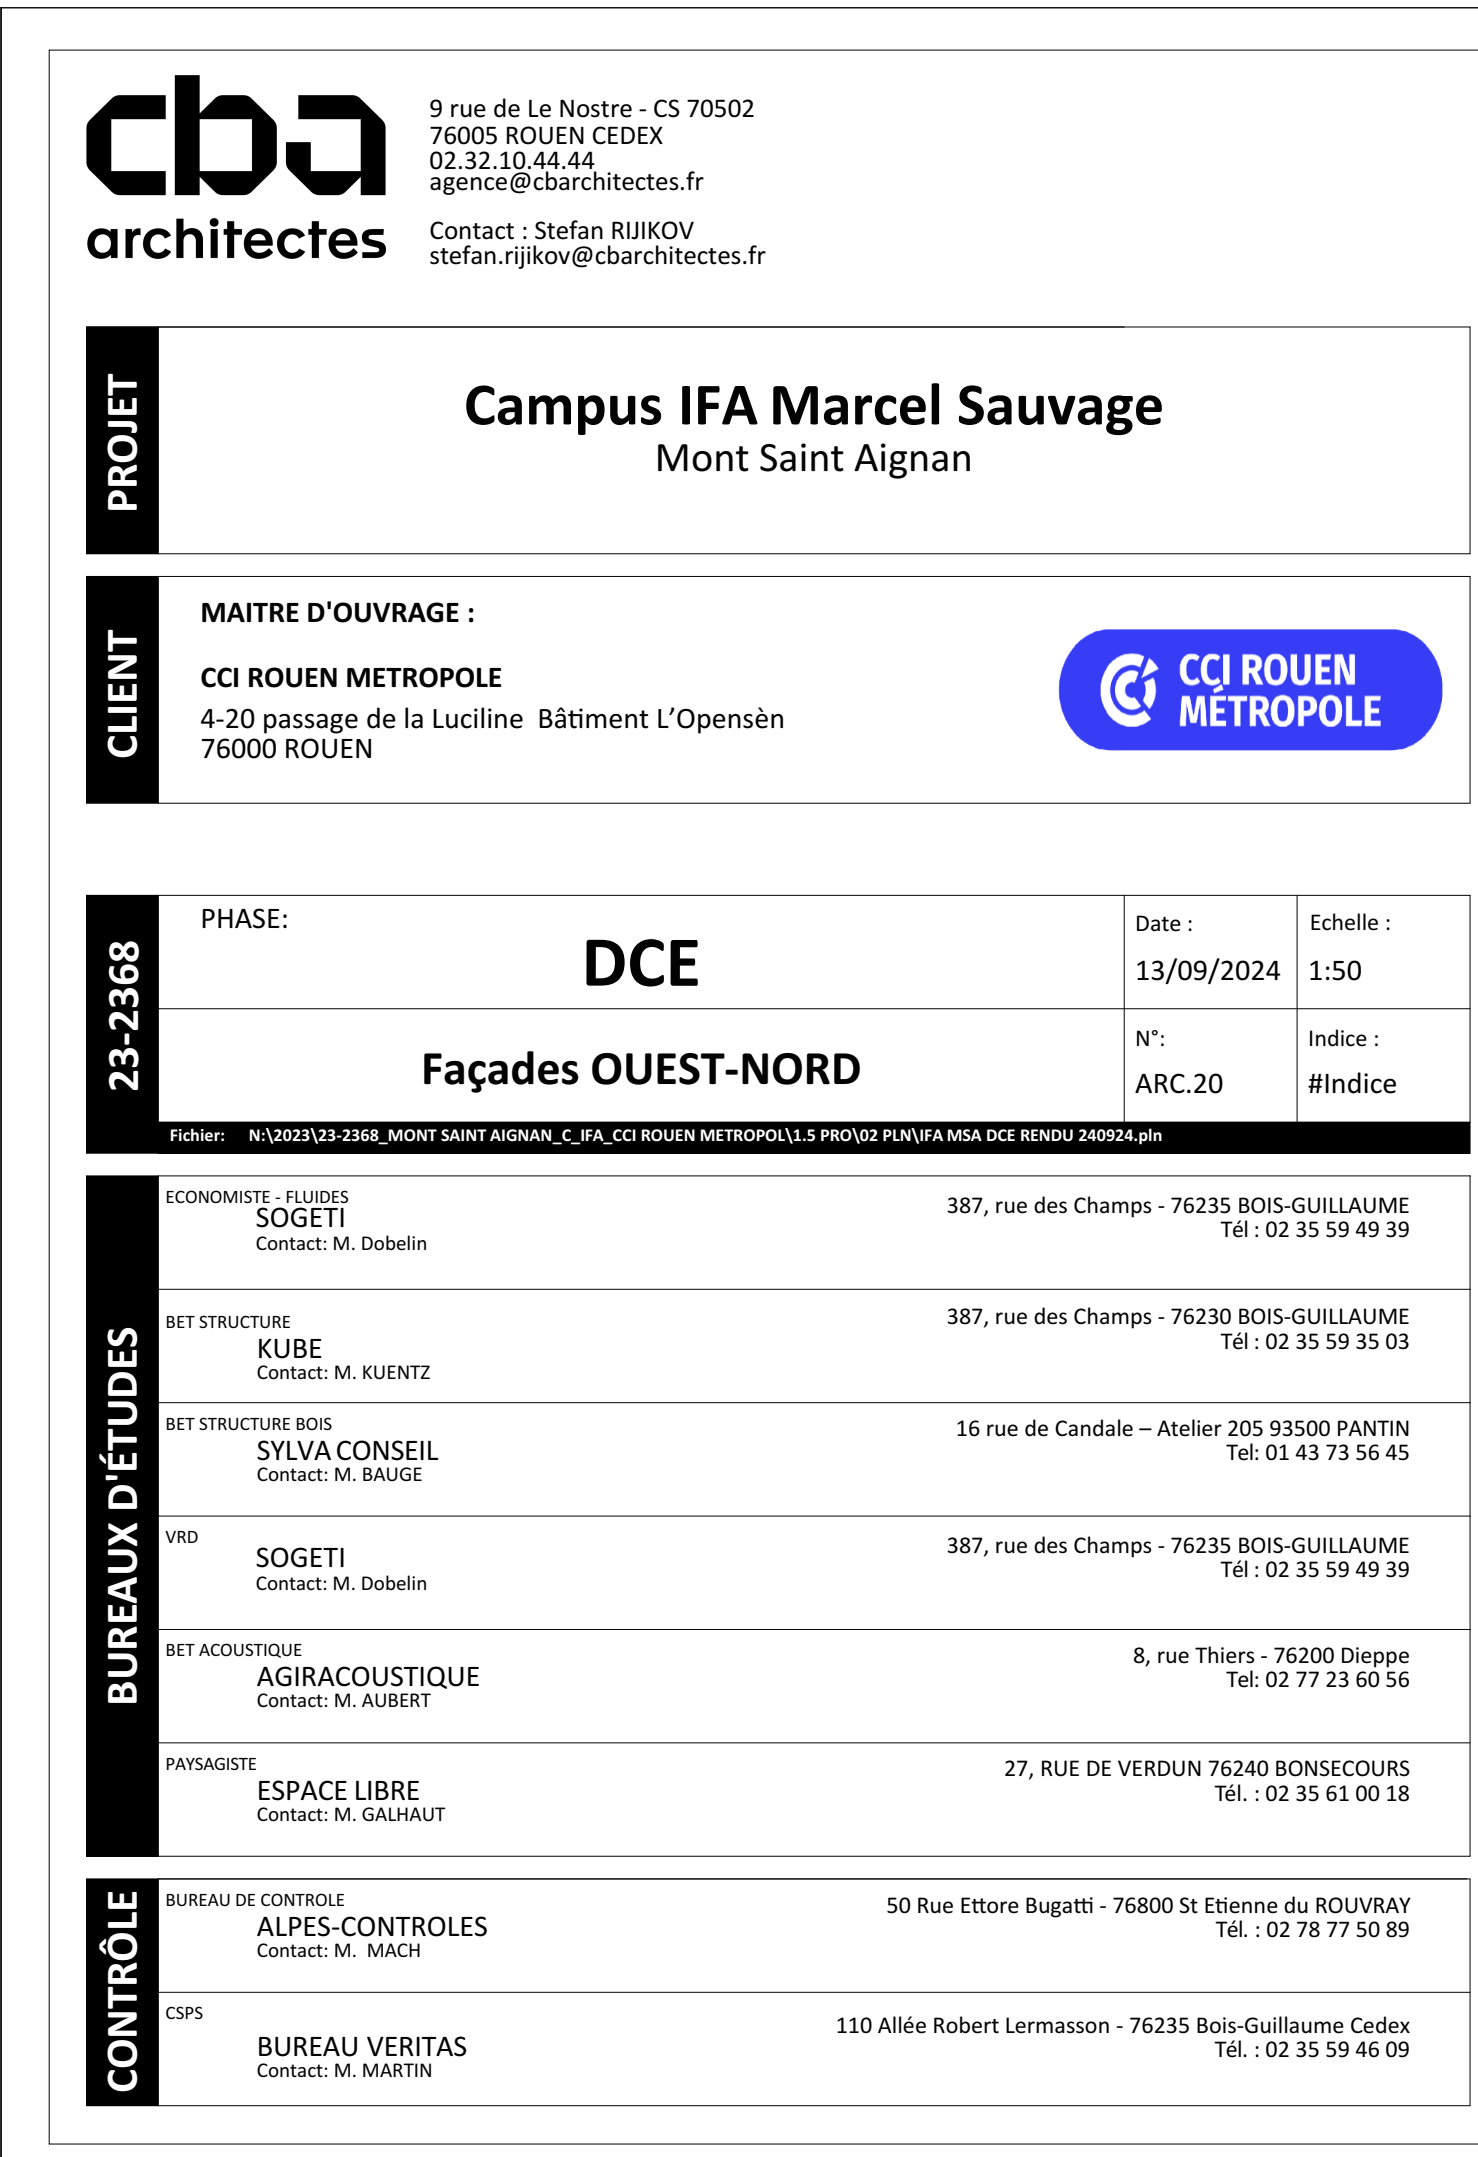 cba
architectes
9 rue de Le Nostre - CS 70502
76005 ROUEN CEDEX
02.32.10.44.44
agence@cbarchitectes.fr
Contact : Stefan RIJIKOV
stefan.rijikov@cbarchitectes.fr
PROJET
Campus IFA Marcel Sauvage
Mont Saint Aignan
CLIENT
MAITRE D'OUVRAGE :
CCI ROUEN METROPOLE
4-20 passage de la Luciline  Bâtiment L’Opensèn
76000 ROUEN
CCI ROUEN
MÉTROPOLE
23-2368
PHASE:
DCE
Date :
13/09/2024
Echelle :
1:50
Façades OUEST-NORD
N°:
ARC.20
Indice :
#Indice
Fichier: N:\2023\23-2368_MONT SAINT AIGNAN_C_IFA_CCI ROUEN METROPOL\1.5 PRO\02 PLN\IFA MSA DCE RENDU 240924.pln
BUREAUX D'ÉTUDES
ECONOMISTE - FLUIDES
SOGETI
Contact: M. Dobelin
387, rue des Champs - 76235 BOIS-GUILLAUME
Tél : 02 35 59 49 39
BET STRUCTURE
KUBE
Contact: M. KUENTZ
387, rue des Champs - 76230 BOIS-GUILLAUME
Tél : 02 35 59 35 03
BET STRUCTURE BOIS
SYLVA CONSEIL
Contact: M. BAUGE
16 rue de Candale – Atelier 205 93500 PANTIN
Tel: 01 43 73 56 45
VRD
SOGETI
Contact: M. Dobelin
387, rue des Champs - 76235 BOIS-GUILLAUME
Tél : 02 35 59 49 39
BET ACOUSTIQUE
AGIRACOUSTIQUE
Contact: M. AUBERT
8, rue Thiers - 76200 Dieppe
Tel: 02 77 23 60 56
PAYSAGISTE
ESPACE LIBRE
Contact: M. GALHAUT
27, RUE DE VERDUN 76240 BONSECOURS
Tél. : 02 35 61 00 18
CONTRÔLE
BUREAU DE CONTROLE
ALPES-CONTROLES
Contact: M.  MACH
50 Rue Ettore Bugatti - 76800 St Etienne du ROUVRAY
Tél. : 02 78 77 50 89
CSPS
BUREAU VERITAS
Contact: M. MARTIN
110 Allée Robert Lermasson - 76235 Bois-Guillaume Cedex
Tél. : 02 35 59 46 09